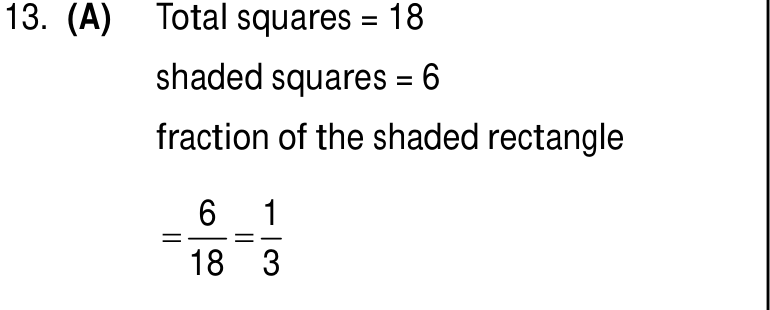 13. (A) Total squares = 18
shaded squares = 6
fraction of the shaded rectangle
= 6/18 = 1/3